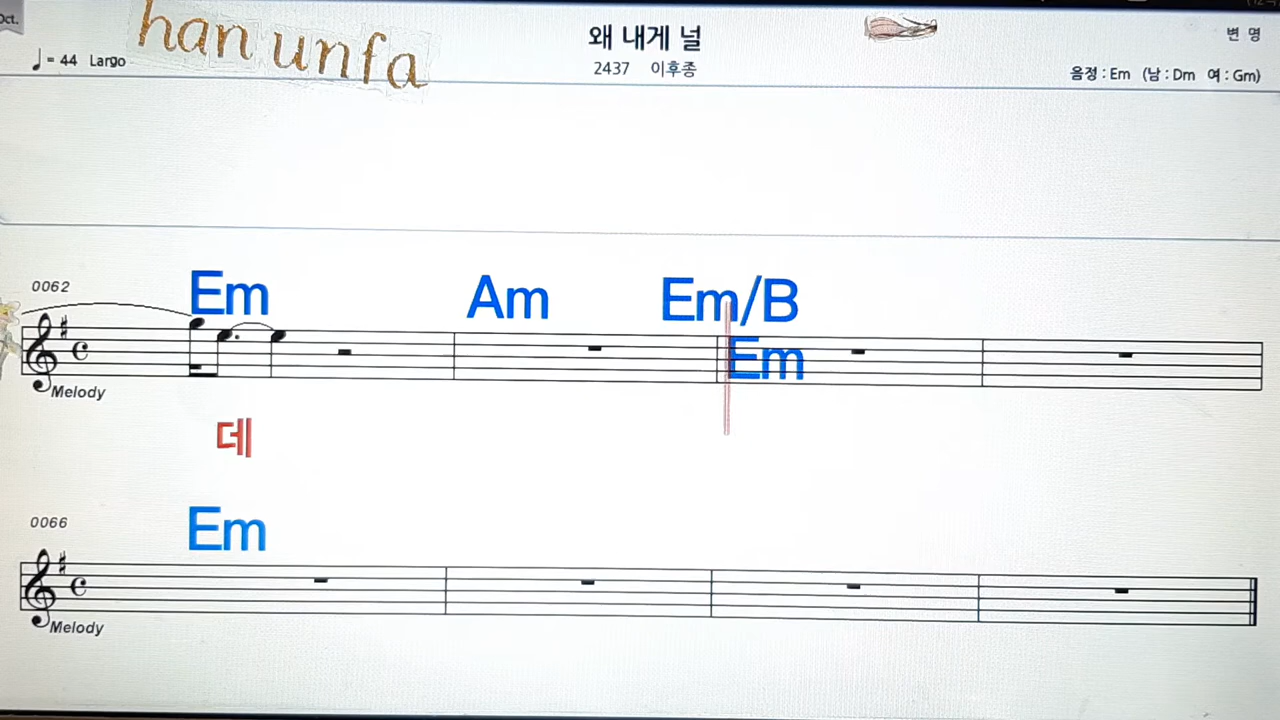 Oct.
han unfa
왜 내게 널
변 명
♩= 44 Largo
2437 이후종
음정 : Em (남 : Dm 여 : Gm)
0062
Em Am Em/B
Em
Melody
데
0066
Em
Melody